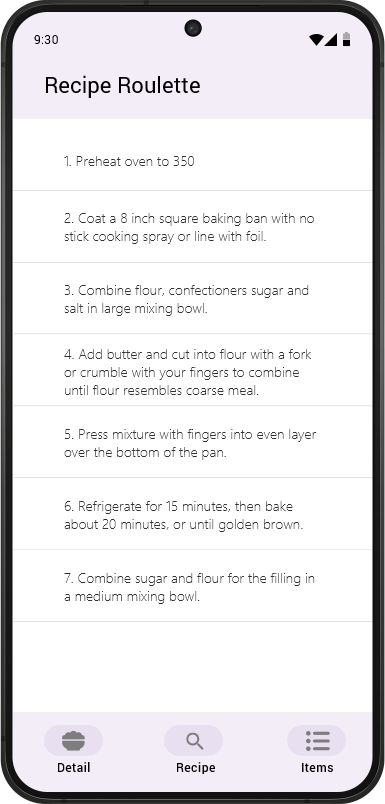 9:30
Recipe Roulette
1. Preheat oven to 350
2. Coat a 8 inch square baking ban with no
stick cooking spray or line with foil.
3. Combine flour, confectioners sugar and
salt in large mixing bowl.
4. Add butter and cut into flour with a fork
or crumble with your fingers to combine
until flour resembles coarse meal.
5. Press mixture with fingers into even layer
over the bottom of the pan.
6. Refrigerate for 15 minutes, then bake
about 20 minutes, or until golden brown.
7. Combine sugar and flour for the filling in
a medium mixing bowl.
Detail
Recipe
Items